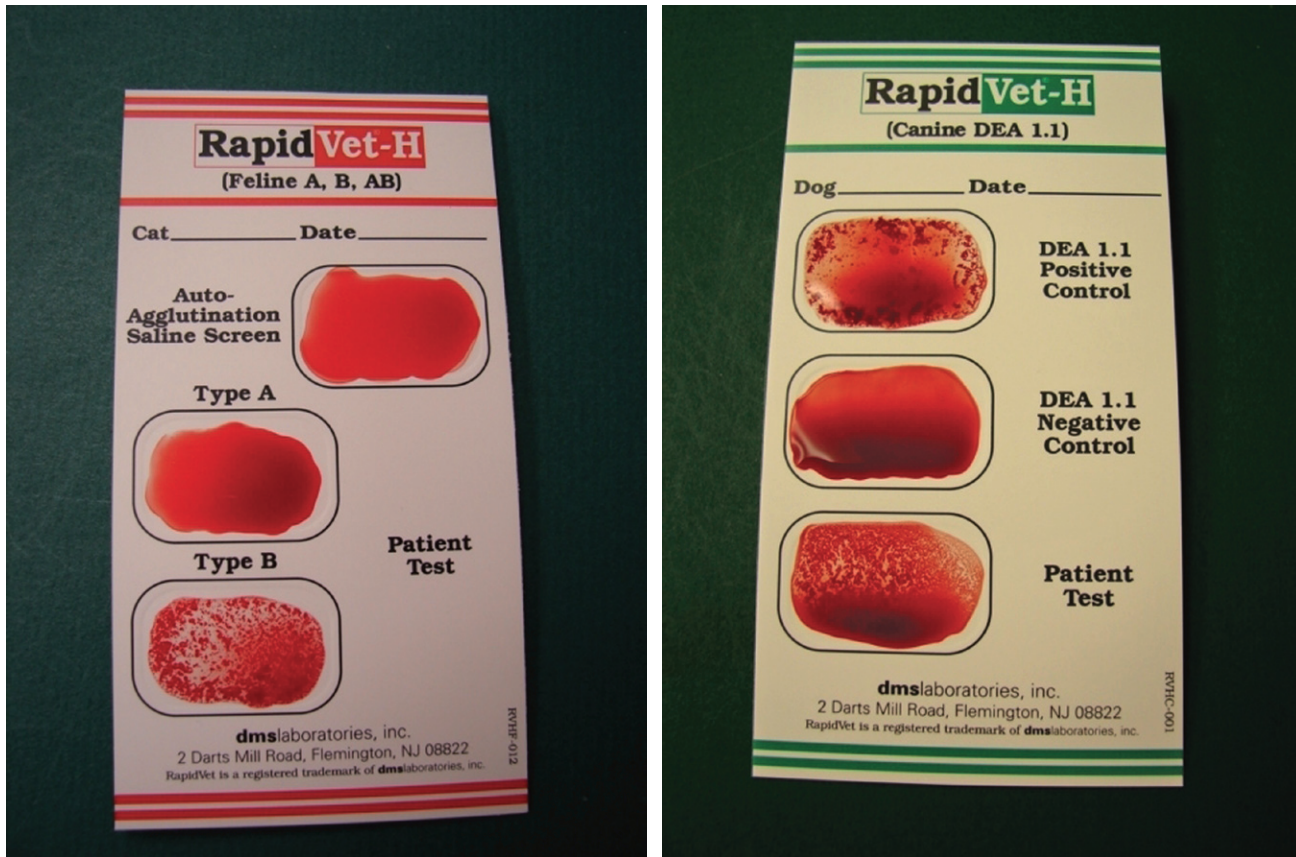 RapidVet-H
(Feline A, B, AB)
Cat Date
Auto-
Agglutination
Saline Screen
Type A
Type B
Patient
Test
dmslaboratories, inc.
2 Darts Mill Road, Flemington, NJ 08822
RapidVet is a registered trademark of dmslaboratories, inc.
RVHF-012
RapidVet-H
(Canine DEA 1.1)
Dog Date
DEA 1.1
Positive
Control
DEA 1.1
Negative
Control
Patient
Test
dmslaboratories, inc.
2 Darts Mill Road, Flemington, NJ 08822
RapidVet is a registered trademark of dmslaboratories, inc.
RVHC-001